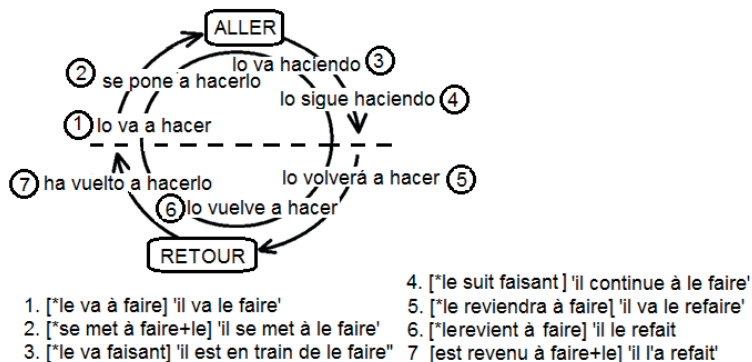 ALLER
② se pone a hacerlo
lo va haciendo ③
lo sigue haciendo ④
① lo va a hacer
⑦ ha vuelto a hacerlo
lo volverá a hacer ⑤
⑥ lo vuelve a hacer
RETOUR
1. [*le va à faire] 'il va le faire'
2. [*se met à faire+le] 'il se met à le faire'
3. [*le va faisant] 'il est en train de le faire"
4. [*le suit faisant] 'il continue à le faire'
5. [*le reviendra à faire] 'il va le refaire'
6. [*lerevient à faire] 'il le refait
7 [est revenu à faire+le] 'il l'a refait'